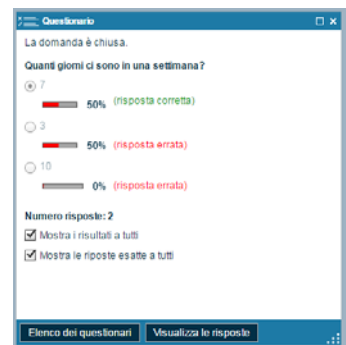 Questionario
La domanda è chiusa.
Quanti giorni ci sono in una settimana?
7
50% (risposta corretta)
3
50% (risposta errata)
10
0% (risposta errata)
Numero risposte: 2
Mostra i risultati a tutti
Mostra le riposte esatte a tutti
Elenco dei questionari Visualizza le risposte